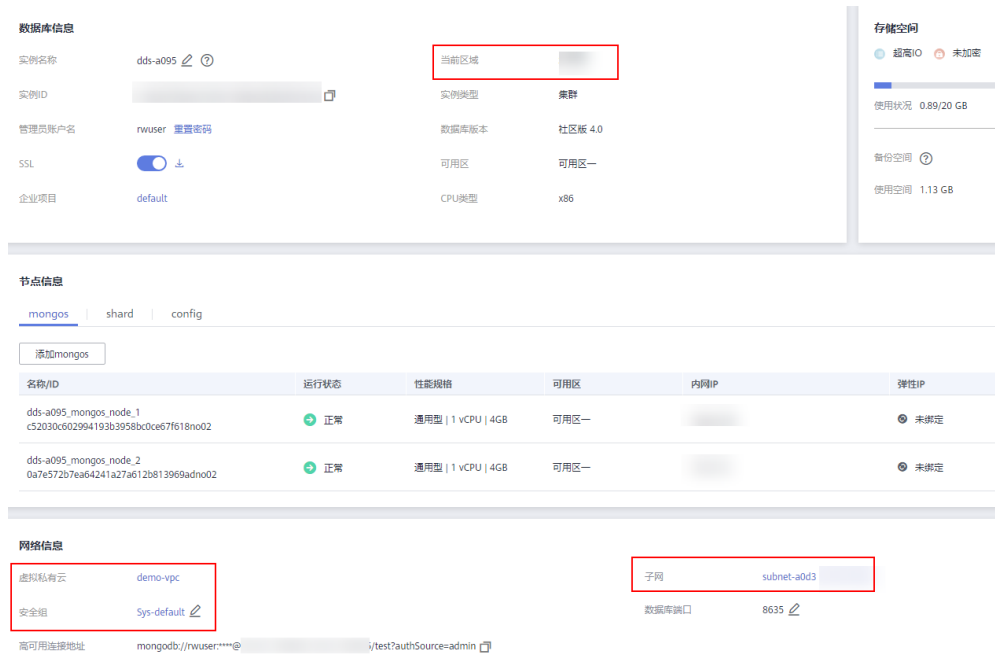 数据库信息
实例名称 dds-a095
当前区域
实例ID
实例类型 集群
管理员账户名 rwuser 重置密码
数据库版本 社区版 4.0
SSL
可用区 可用区一
企业项目 default
CPU类型 x86
存储空间
超高IO 未加密
使用状况 0.89/20 GB
备份空间
使用空间 1.13 GB
节点信息
mongos shard config
添加mongos
名称/ID 运行状态 性能规格 可用区 内网IP 弹性IP
dds-a095_mongos_node_1
c52030c602994193b3958bc0ce67f618no02 正常 通用型 | 1 vCPU | 4GB 可用区一 未绑定
dds-a095_mongos_node_2
0a7e572b7ea64241a27a612b813969adno02 正常 通用型 | 1 vCPU | 4GB 可用区一 未绑定
网络信息
虚拟私有云 demo-vpc
子网 subnet-a0d3
安全组 Sys-default
数据库端口 8635
高可用连接地址 mongodb://rwuser:****@ /test?authSource=admin